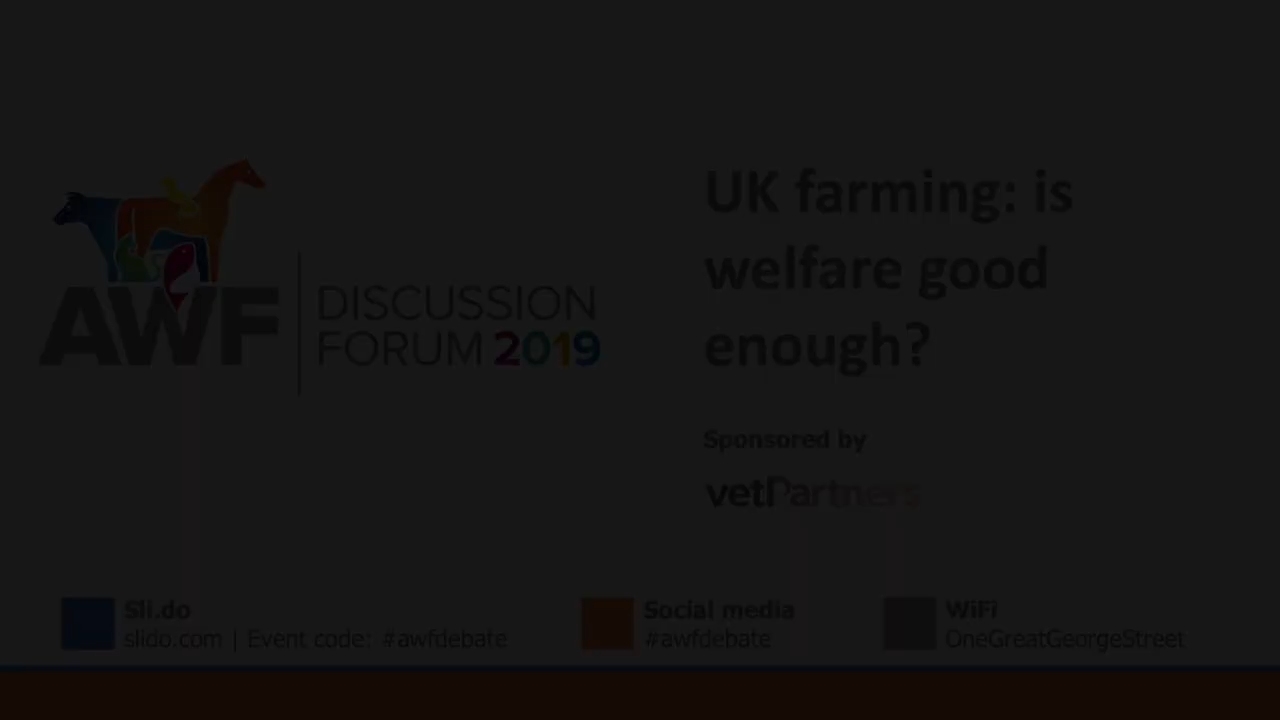 AWF
DISCUSSION
FORUM 2019
UK farming: is
welfare good
enough?
Sponsored by
vetPartners
Sli.do
slido.com | Event code: #awfdebate
Social media
#awfdebate
WiFi
OneGreatGeorgeStreet